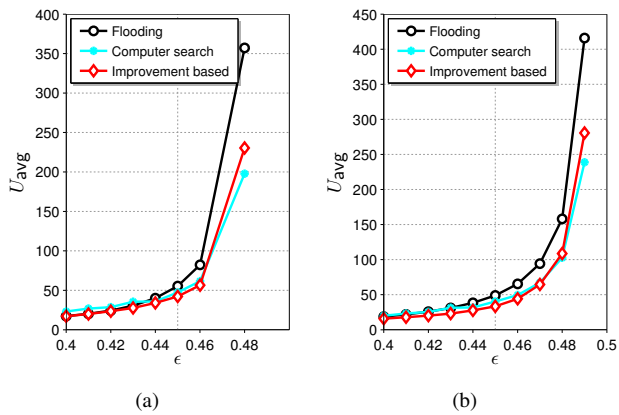 400
350
300
250
200
150
100
50
0
U_avg
Flooding
Computer search
Improvement based
0.4 0.42 0.44 0.46 0.48
ϵ
(a)
450
400
350
300
250
200
150
100
50
0
U_avg
Flooding
Computer search
Improvement based
0.4 0.42 0.44 0.46 0.48 0.5
ϵ
(b)